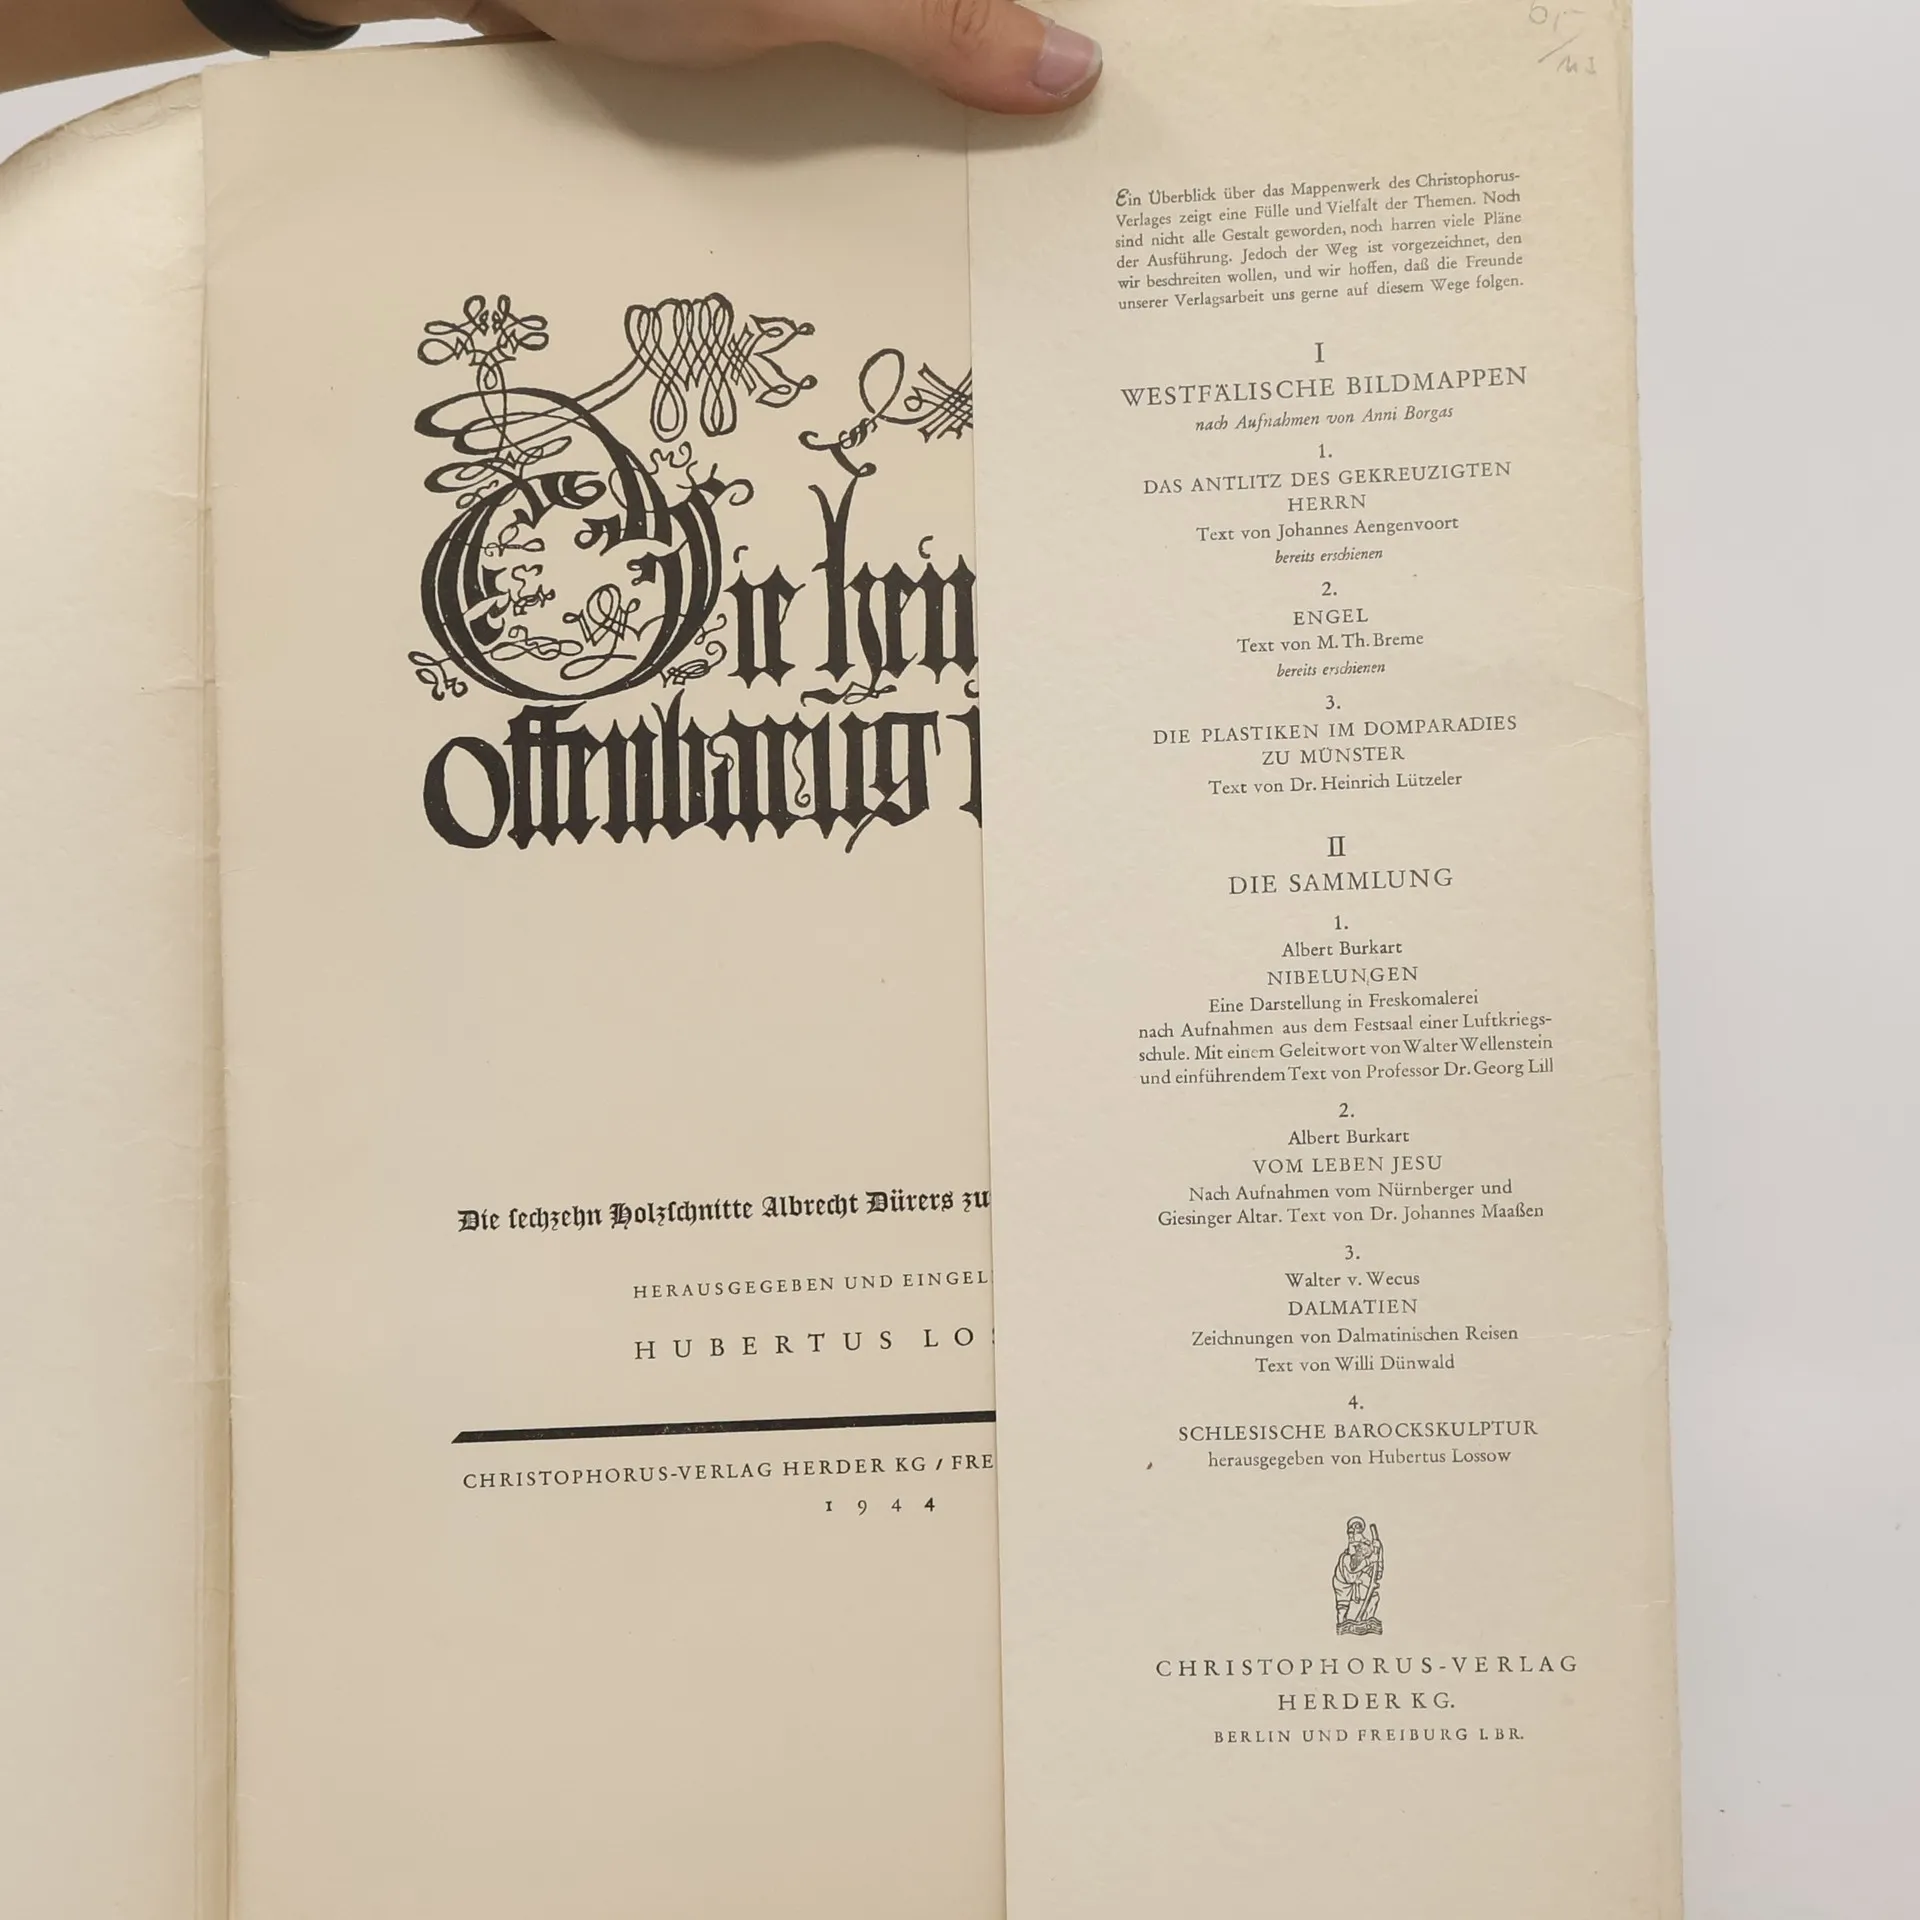 Die heim
Offenbarūg
Die sechzehn Holzschnitte Albrecht Dürers zu
HERAUSGEGEBEN UND EINGEL
HUBERTUS LOS
CHRISTOPHORUS-VERLAG HERDER KG / FRE
1944
6,-
Ein Überblick über das Mappenwerk des Christophorus-
Verlages zeigt eine Fülle und Vielfalt der Themen. Noch
sind nicht alle Gestalt geworden, noch harren viele Pläne
der Ausführung. Jedoch der Weg ist vorgezeichnet, den
wir beschreiten wollen, und wir hoffen, daß die Freunde
unserer Verlagsarbeit uns gerne auf diesem Wege folgen.
I
WESTFÄLISCHE BILDMAPPEN
nach Aufnahmen von Anni Borgas
1.
DAS ANTLITZ DES GEKREUZIGTEN
HERRN
Text von Johannes Aengenvoort
bereits erschienen
2.
ENGEL
Text von M. Th. Breme
bereits erschienen
3.
DIE PLASTIKEN IM DOMPARADIES
ZU MÜNSTER
Text von Dr. Heinrich Lützeler
II
DIE SAMMLUNG
1.
Albert Burkart
NIBELUNGEN
Eine Darstellung in Freskomalerei
nach Aufnahmen aus dem Festsaal einer Luftkriegs-
schule. Mit einem Geleitwort von Walter Wellenstein
und einführendem Text von Professor Dr. Georg Lill
2.
Albert Burkart
VOM LEBEN JESU
Nach Aufnahmen vom Nürnberger und
Giesinger Altar. Text von Dr. Johannes Maaßen
3.
Walter v. Wecus
DALMATIEN
Zeichnungen von Dalmatinischen Reisen
Text von Willi Dünwald
4.
SCHLESISCHE BAROCKSKULPTUR
herausgegeben von Hubertus Lossow
CHRISTOPHORUS-VERLAG
HERDER KG.
BERLIN UND FREIBURG I. BR.